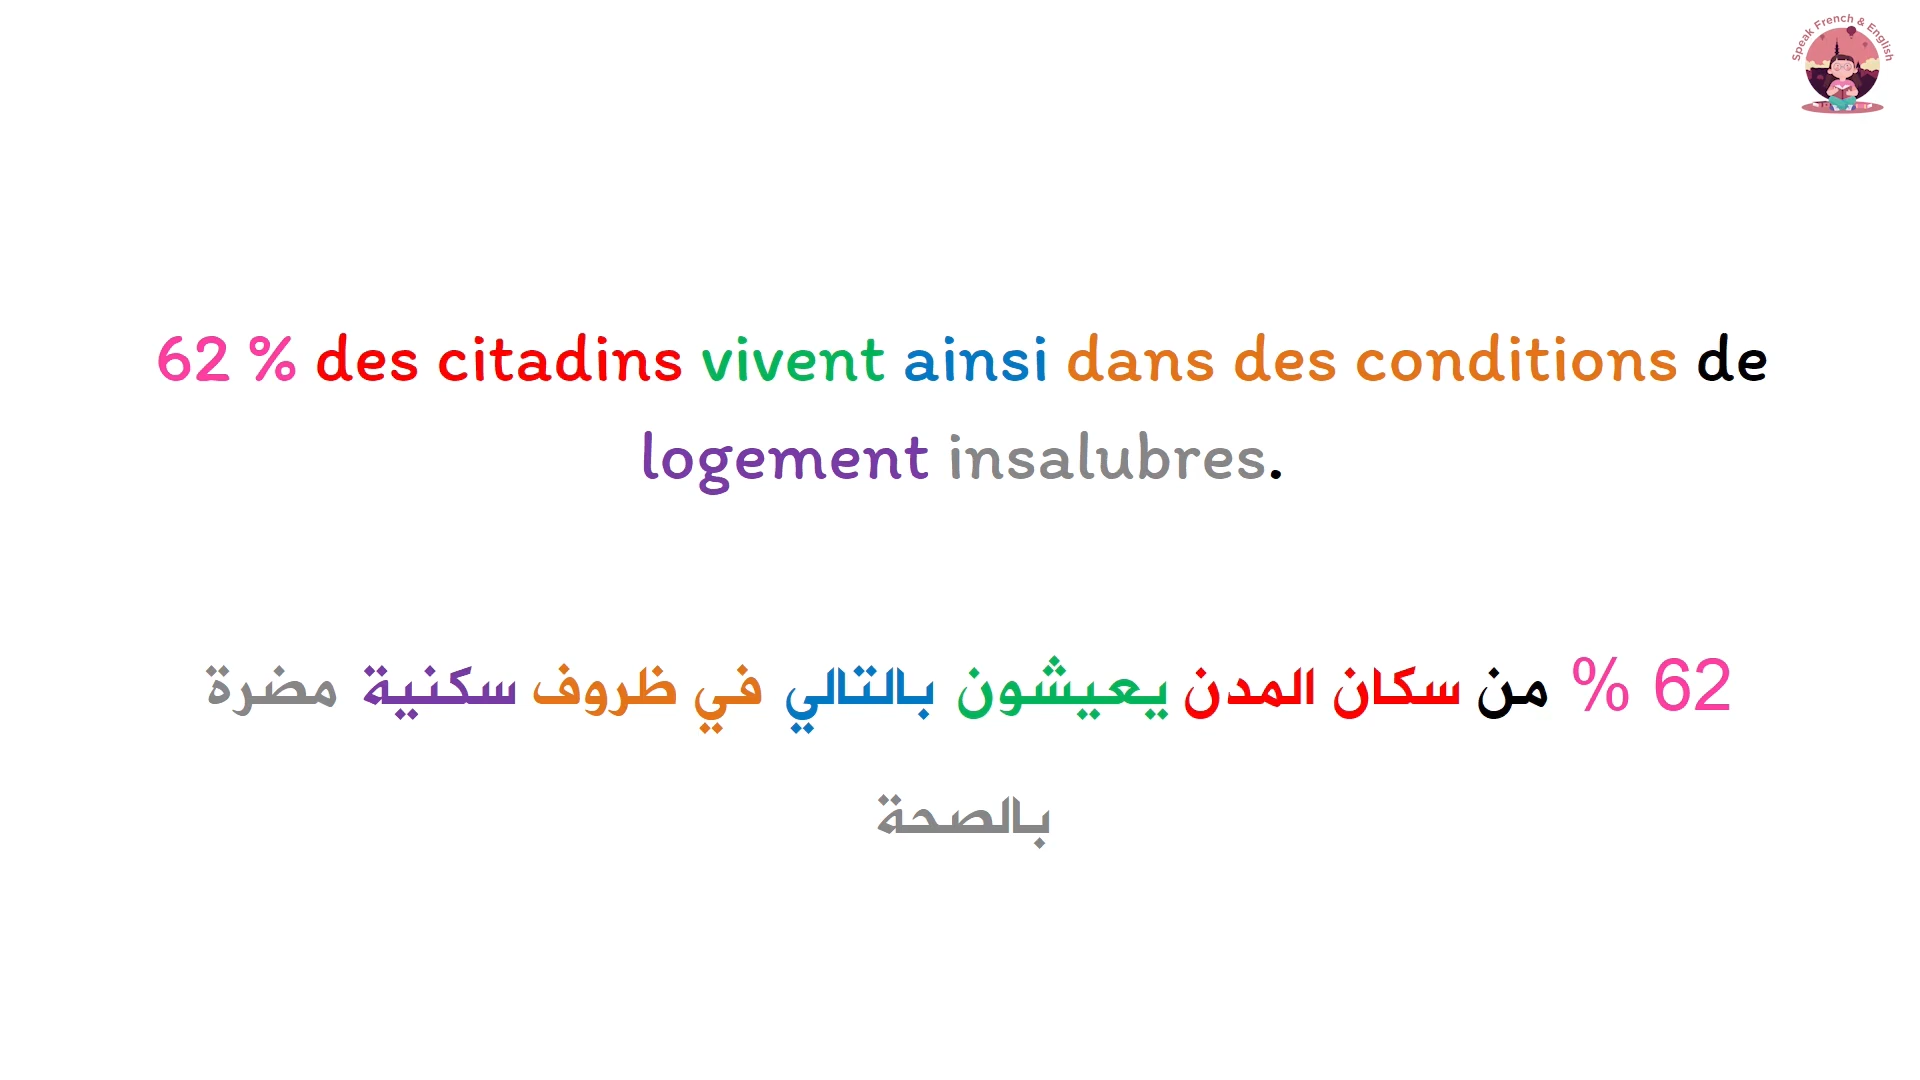 Speak French & English
62 % des citadins vivent ainsi dans des conditions de
logement insalubres.
62 % من سكان المدن يعيشون بالتالي في ظروف سكنية مضرة
بالصحة